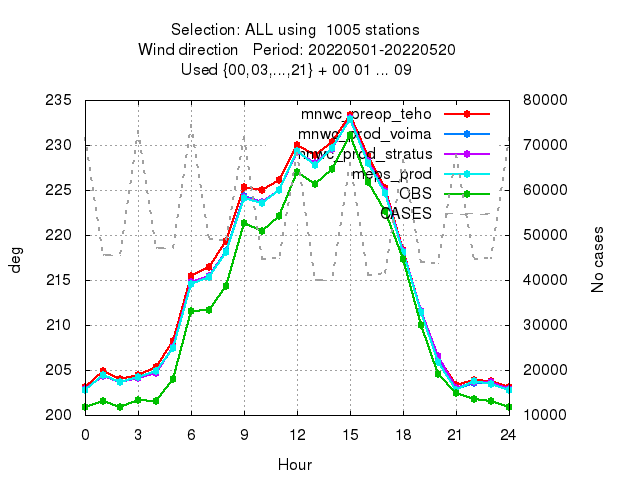 Selection: ALL using  1005 stations
Wind direction   Period: 20220501-20220520
Used {00,03,...,21} + 00 01 ... 09
235 80000
230 70000
225 60000
220 50000
215 40000
210 30000
205 20000
200 10000
mnwc_preop_teho
mnwc_prod_voima
mnwc_prod_stratus
meps_prod
OBS
CASES
deg
No cases
0 3 6 9 12 15 18 21 24
Hour